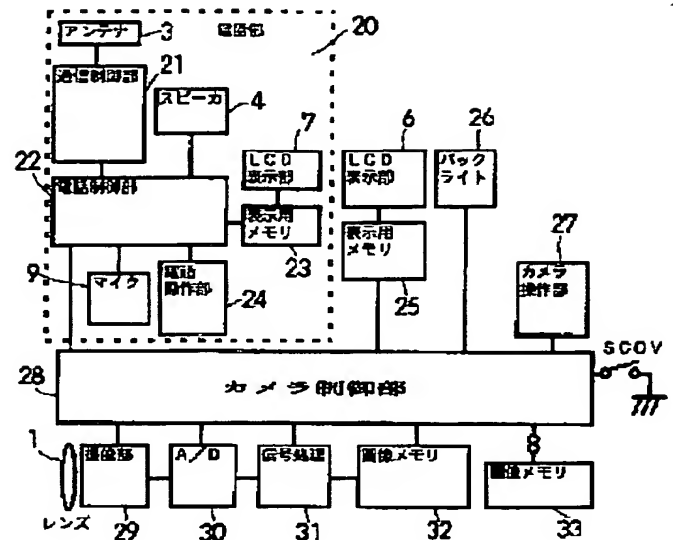 アンテナ
3
電話部
20
通信制御部
21
スピーカ
4
7
6
26
22
LCD
表示部
LCD
表示部
バック
ライト
電話制御部
表示用
メモリ
23
表示用
メモリ
25
27
9
マイク
電話
操作部
24
カメラ
操作部
SCOV
28
カメラ制御部
1
レンズ
撮像部
29
A/D
30
信号処理
31
画像メモリ
32
画像メモリ
33